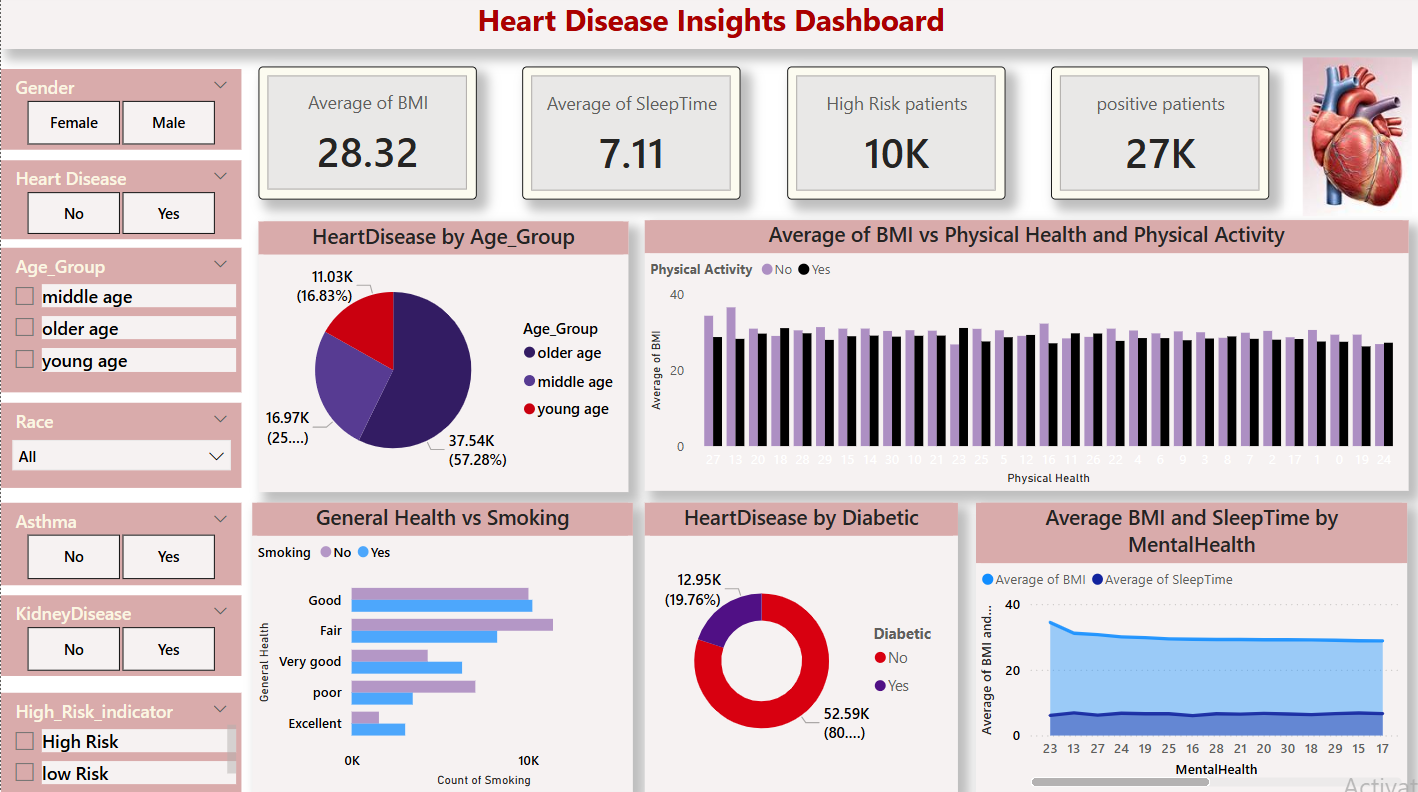 Heart Disease Insights Dashboard
Gender
Female Male
Heart Disease
No Yes
Age_Group
middle age
older age
young age
Race
All
Asthma
No Yes
KidneyDisease
No Yes
High_Risk_indicator
High Risk
low Risk
Average of BMI
28.32
Average of SleepTime
7.11
High Risk patients
10K
positive patients
27K
HeartDisease by Age_Group
11.03K
(16.83%)
16.97K
(25....)
37.54K
(57.28%)
Age_Group
older age
middle age
young age
Average of BMI vs Physical Health and Physical Activity
Physical Activity No Yes
Average of BMI
40
20
0
27 13 20 18 28 29 15 14 30 10 21 23 25 5 12 16 11 26 22 4 6 9 3 8 7 2 17 1 0 19 24
Physical Health
General Health vs Smoking
Smoking No Yes
General Health
Good
Fair
Very good
poor
Excellent
0K 10K
Count of Smoking
HeartDisease by Diabetic
12.95K
(19.76%)
52.59K
(80....)
Diabetic
No
Yes
Average BMI and SleepTime by
MentalHealth
Average of BMI Average of SleepTime
Average of BMI and...
40
20
0
23 13 27 24 19 25 16 28 21 20 30 18 29 15 17
MentalHealth
Activat